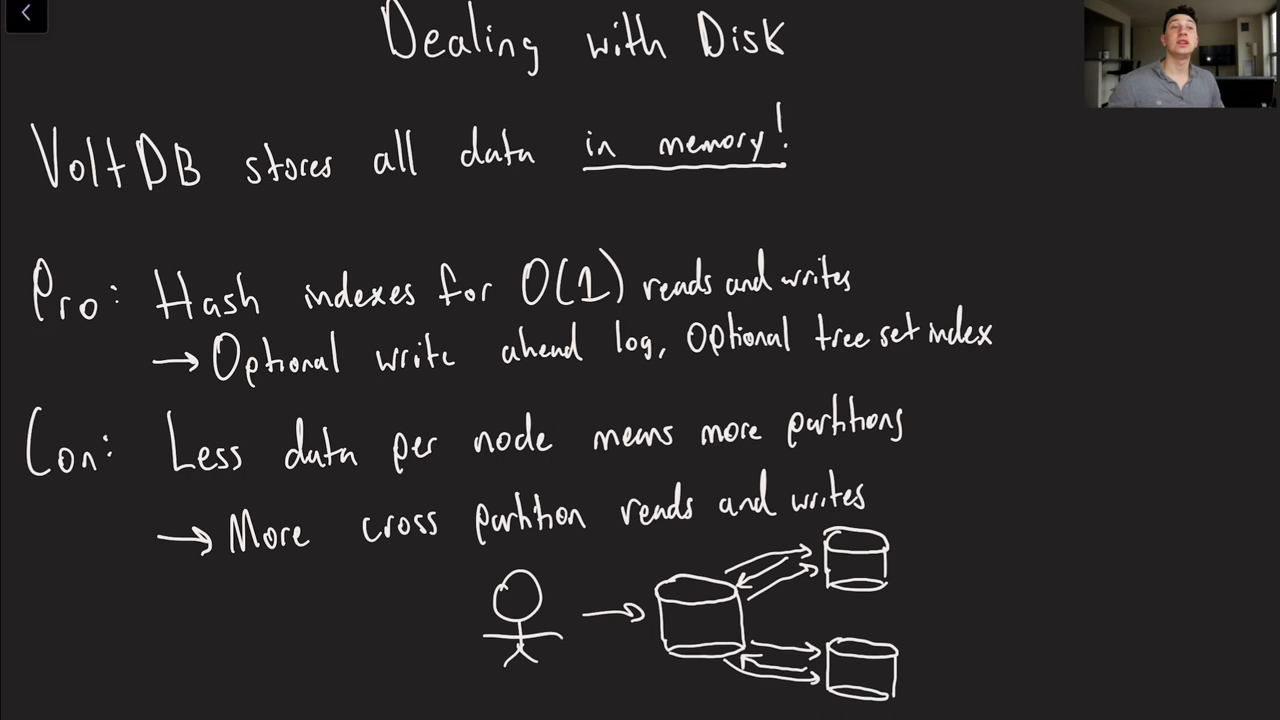 Dealing with Disk
VoltDB stores all data in memory!
Pro: Hash indexes for O(1) reads and writes
→ Optional write ahead log, Optional tree set index
Con: Less data per node means more partitions
→ More cross partition reads and writes